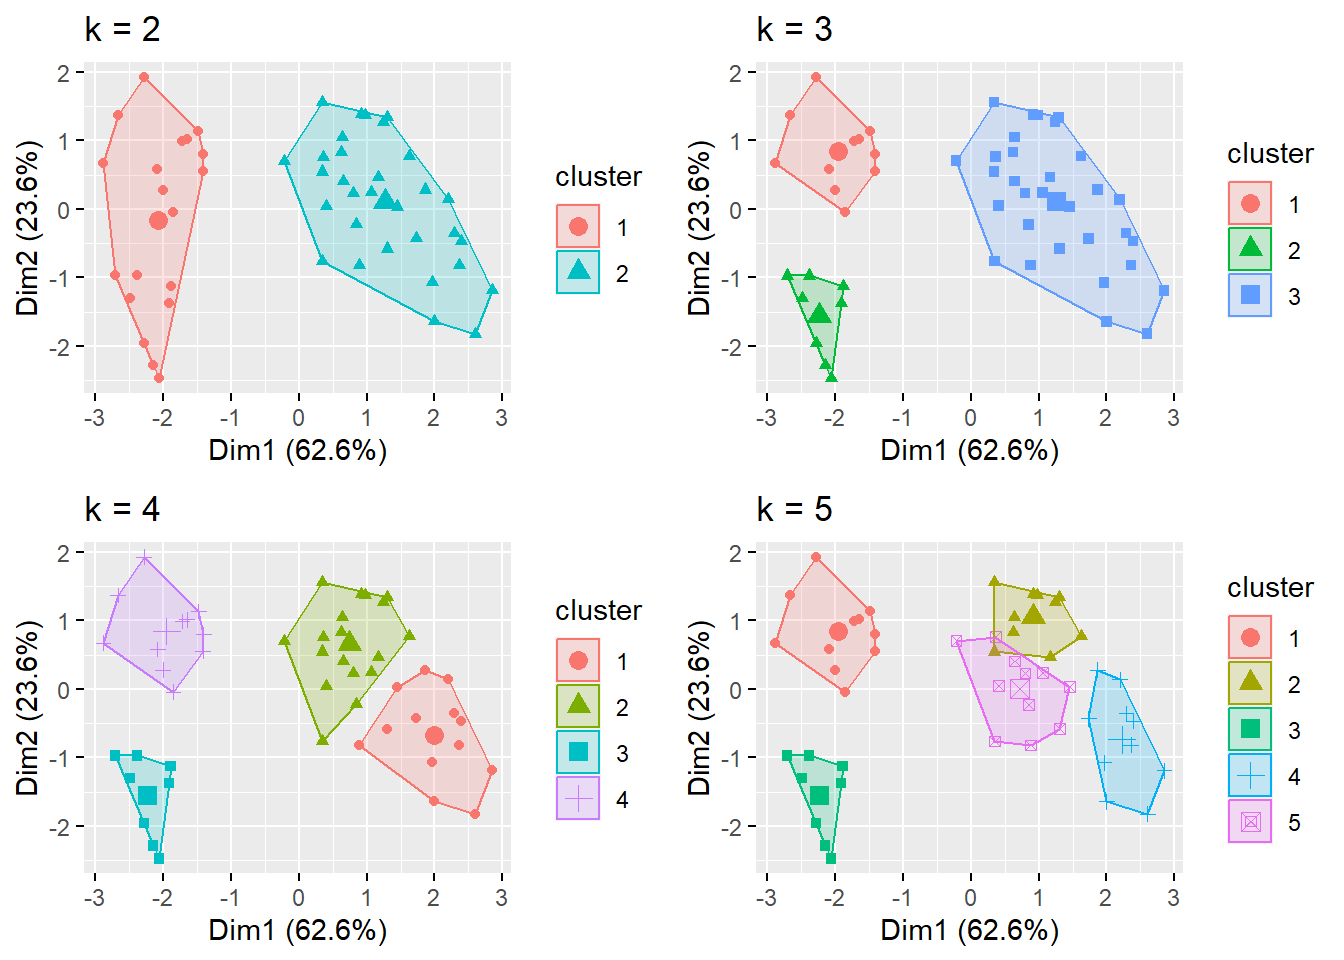 k = 2
2
1
0
-1
-2
Dim2 (23.6%)
-3 -2 -1 0 1 2 3
Dim1 (62.6%)
cluster
1
2
k = 3
2
1
0
-1
-2
Dim2 (23.6%)
-3 -2 -1 0 1 2 3
Dim1 (62.6%)
cluster
1
2
3
k = 4
2
1
0
-1
-2
Dim2 (23.6%)
-3 -2 -1 0 1 2 3
Dim1 (62.6%)
cluster
1
2
3
4
k = 5
2
1
0
-1
-2
Dim2 (23.6%)
-3 -2 -1 0 1 2 3
Dim1 (62.6%)
cluster
1
2
3
4
5